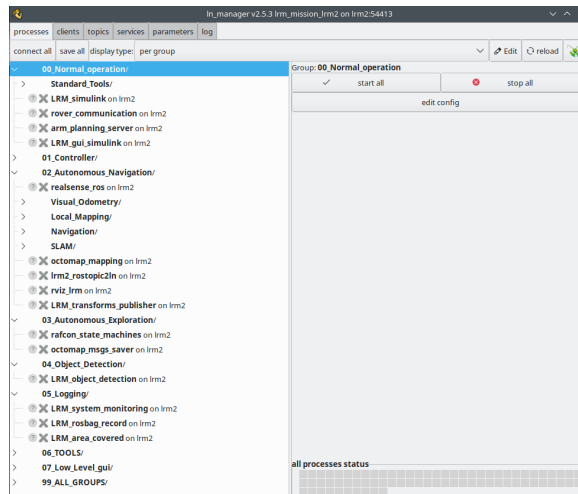 ln_manager v2.5.3 lrm_mission_lrm2 on lrm2:54413
processes clients topics services parameters log
connect all save all display type: per group Edit reload
00_Normal_operation/
Standard_Tools/
LRM_simulink on lrm2
rover_communication on lrm2
arm_planning_server on lrm2
LRM_gui_simulink on lrm2
01_Controller/
02_Autonomous_Navigation/
realsense_ros on lrm2
Visual_Odometry/
Local_Mapping/
Navigation/
SLAM/
octomap_mapping on lrm2
lrm2_rostopic2ln on lrm2
rviz_lrm on lrm2
LRM_transforms_publisher on lrm2
03_Autonomous_Exploration/
rafcon_state_machines on lrm2
octomap_msgs_saver on lrm2
04_Object_Detection/
LRM_object_detection on lrm2
05_Logging/
LRM_system_monitoring on lrm2
LRM_rosbag_record on lrm2
LRM_area_covered on lrm2
06_TOOLS/
07_Low_Level_gui/
99_ALL_GROUPS/
Group: 00_Normal_operation
start all stop all
edit config
all processes status